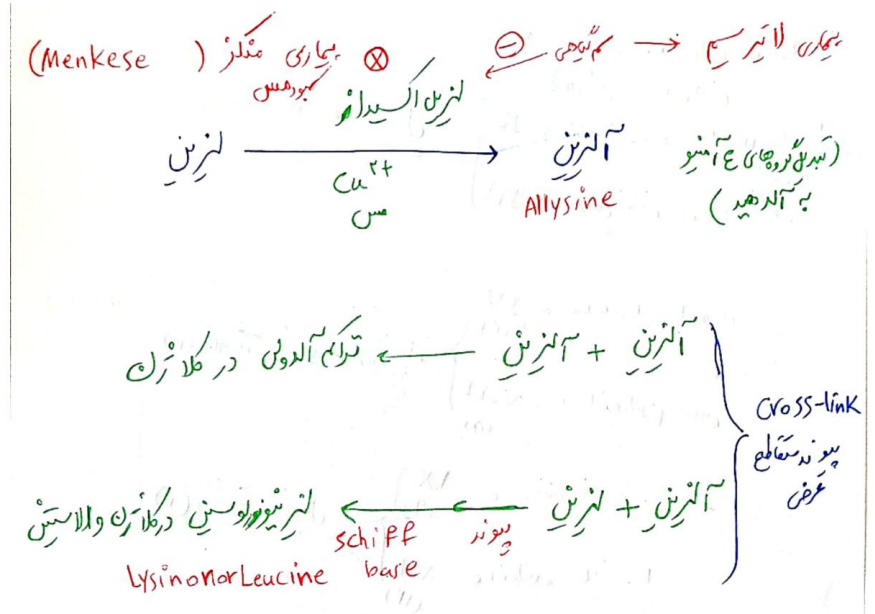 بیماری لاتیریسم ← سم گیاهی ⊖ ⊗ بیماری منکز (Menkese)
کمبود مس
لیزیل اکسیداز
لیزین → آلیزین (تبدیل گروه‌های ع آمینو
Cu²⁺ Allysine به آلدهید)
مس
آلیزین + آلیزین ← تراکم آلدولی در کلاژن
Cross-link
پیوند متقاطع
عرضی
آلیزین + لیزین پیوند schiff base ← لیزینونورلوسین در کلاژن و الاستین
LysinonorLeucine